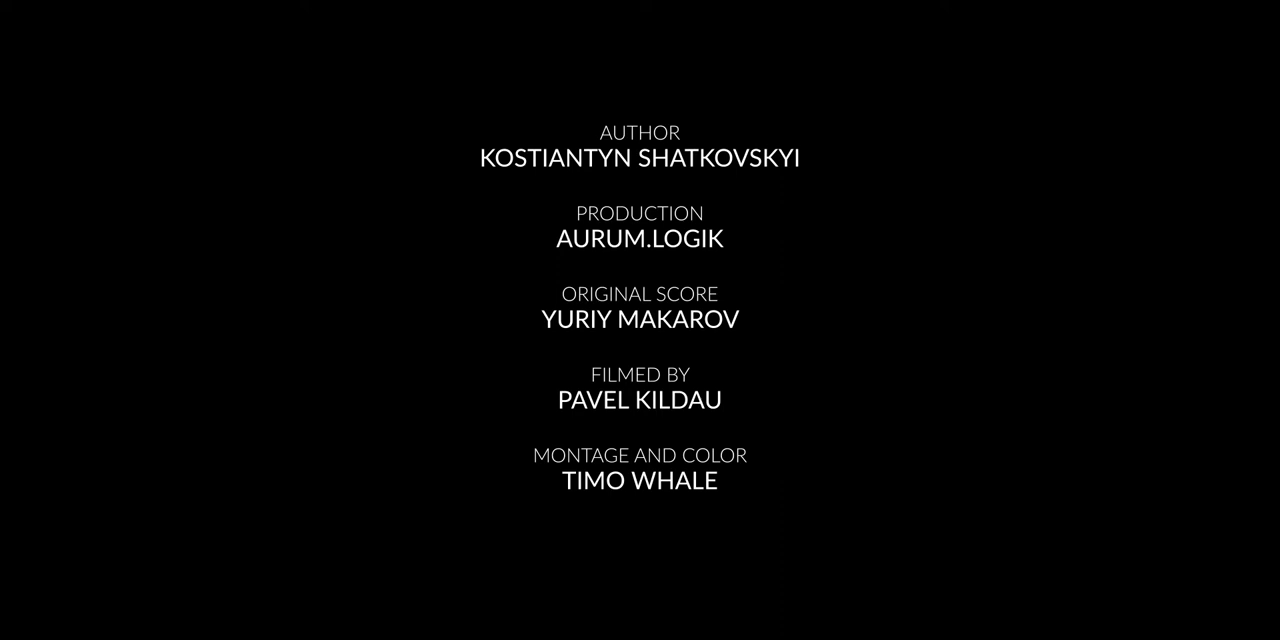 AUTHOR
KOSTIANTYN SHATKOVSKYI
PRODUCTION
AURUM.LOGIK
ORIGINAL SCORE
YURIY MAKAROV
FILMED BY
PAVEL KILDAU
MONTAGE AND COLOR
TIMO WHALE